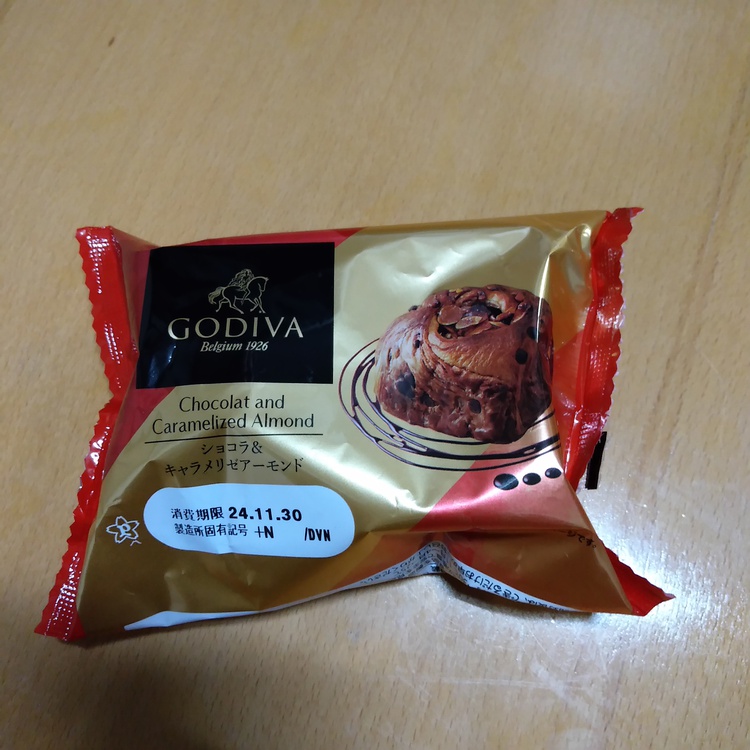 GODIVA
Belgium 1926
Chocolat and
Caramelized Almond
ショコラ&
キャラメリゼアーモンド
消費期限 24.11.30
製造所固有記号 +N /DVN